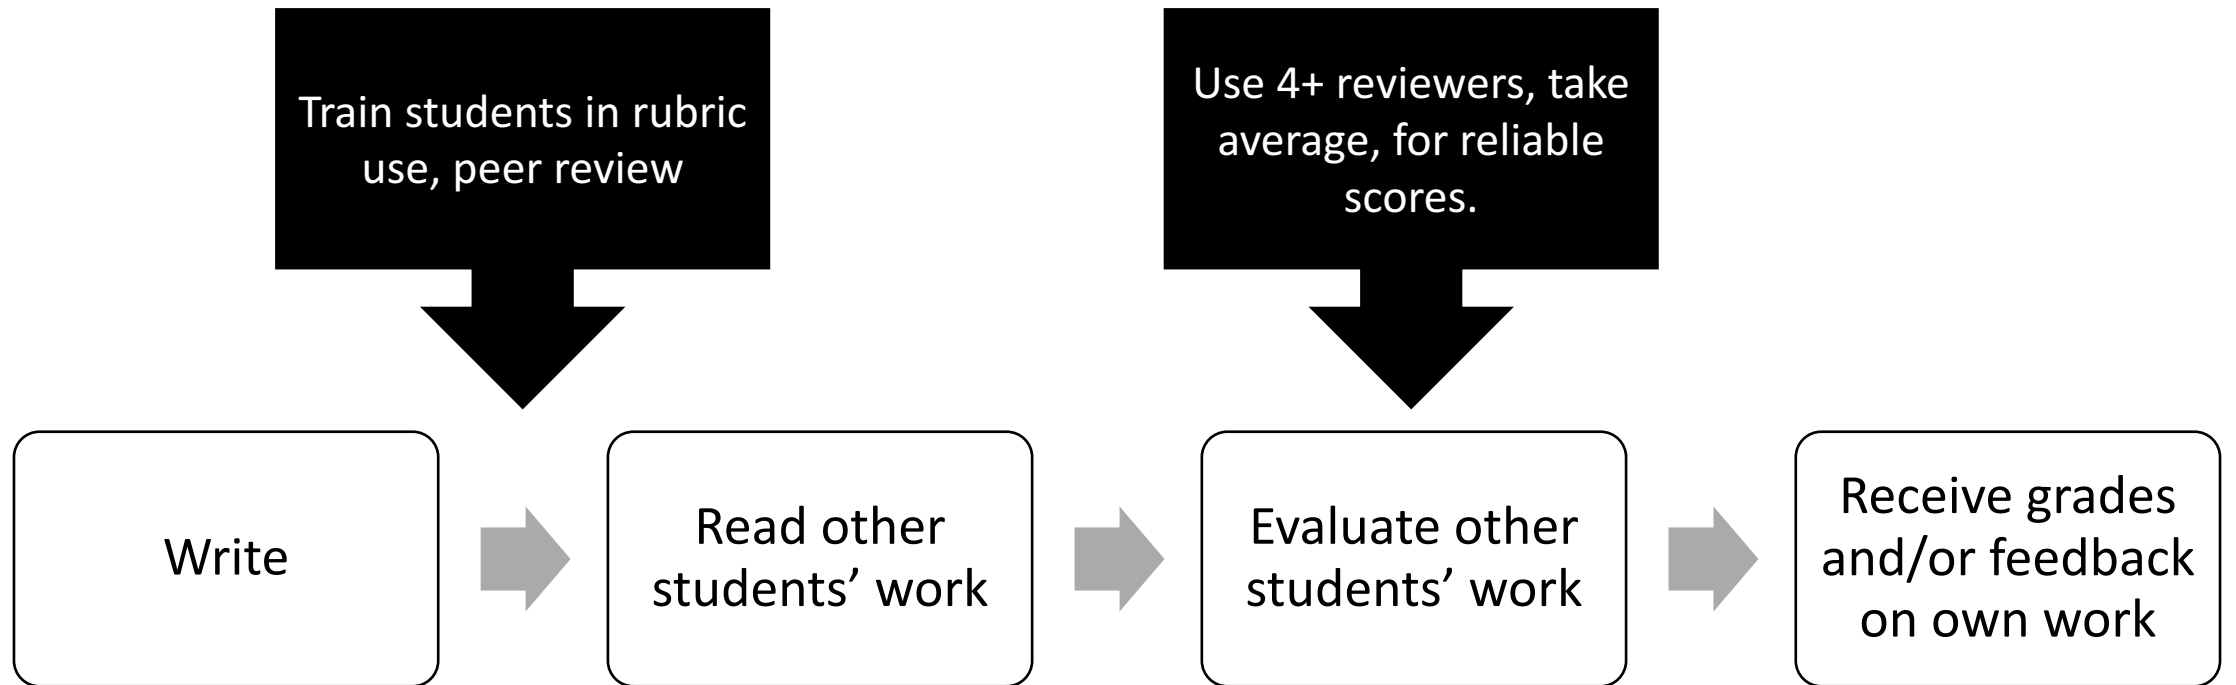 Train students in rubric
use, peer review
Use 4+ reviewers, take
average, for reliable
scores.
Write
Read other
students’ work
Evaluate other
students’ work
Receive grades
and/or feedback
on own work